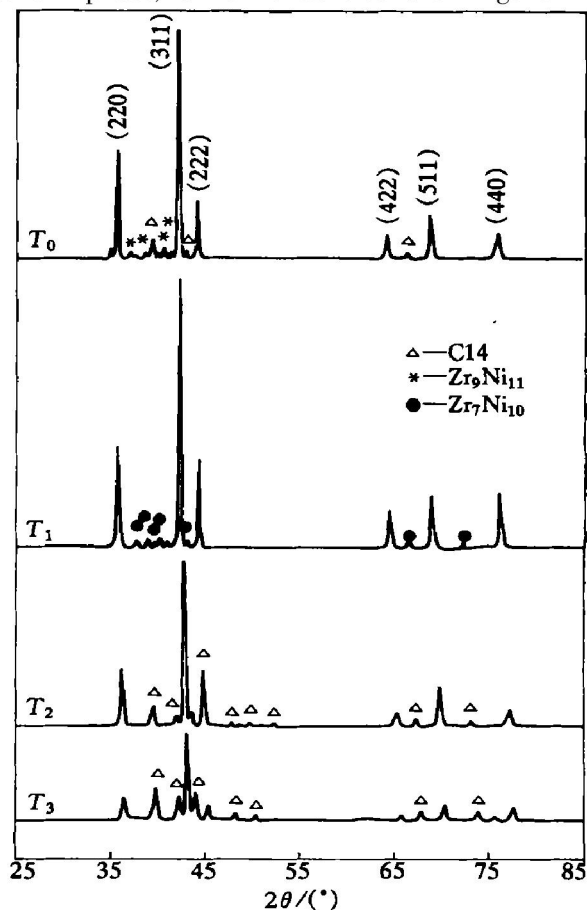 (220)
(311)
(222)
(422)
(511)
(440)
T₀
△—C14
*—Zr₉Ni₁₁
●—Zr₇Ni₁₀
T₁
T₂
T₃
25 35 45 55 65 75 85
2θ/(°)